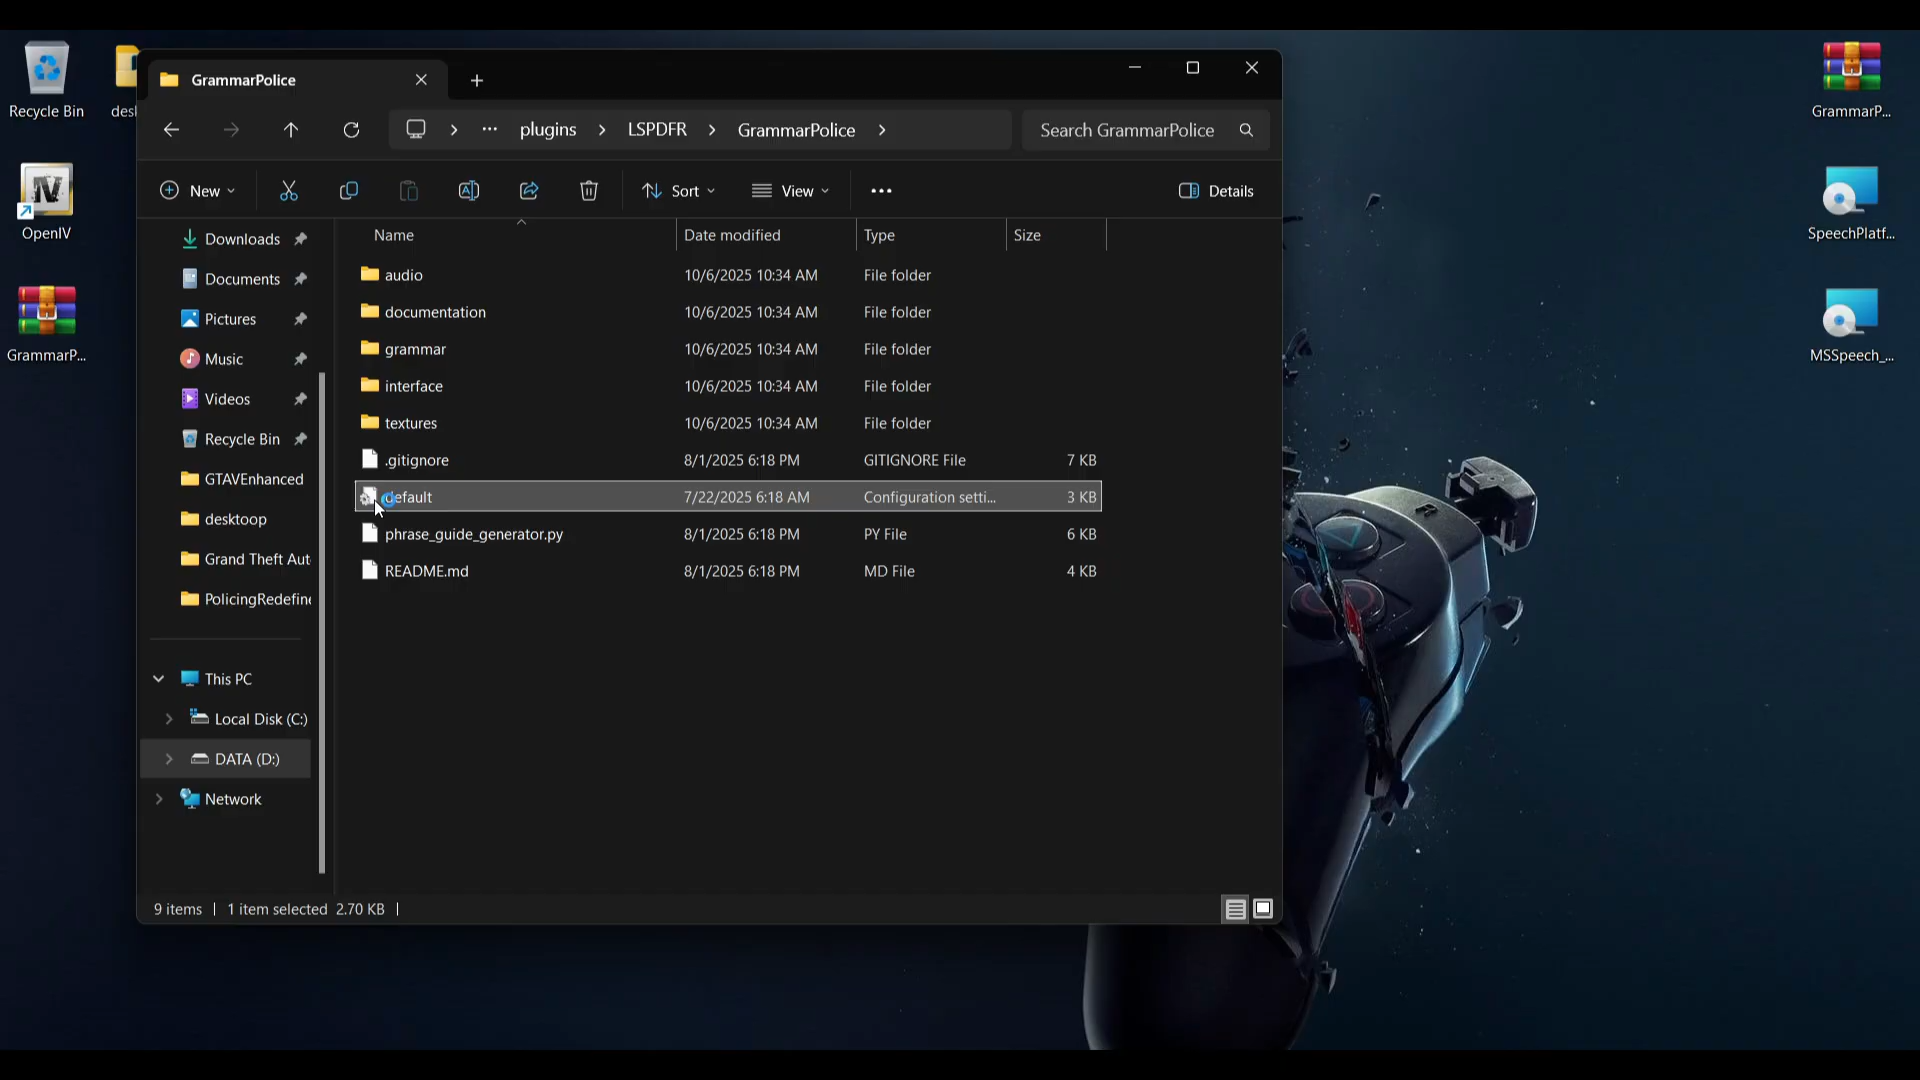 Recycle Bin
OpenIV
GrammarP...
GrammarPolice
plugins > LSPDFR > GrammarPolice >
Search GrammarPolice
New
Sort
View
Details
Downloads
Documents
Pictures
Music
Videos
Recycle Bin
GTAVEnhanced
desktoop
Grand Theft Aut
PolicingRedefine
This PC
Local Disk (C:)
DATA (D:)
Network
Name Date modified Type Size
audio 10/6/2025 10:34 AM File folder
documentation 10/6/2025 10:34 AM File folder
grammar 10/6/2025 10:34 AM File folder
interface 10/6/2025 10:34 AM File folder
textures 10/6/2025 10:34 AM File folder
.gitignore 8/1/2025 6:18 PM GITIGNORE File 7 KB
default 7/22/2025 6:18 AM Configuration setti... 3 KB
phrase_guide_generator.py 8/1/2025 6:18 PM PY File 6 KB
README.md 8/1/2025 6:18 PM MD File 4 KB
9 items | 1 item selected 2.70 KB |
GrammarP...
SpeechPlatf...
MSSpeech_...